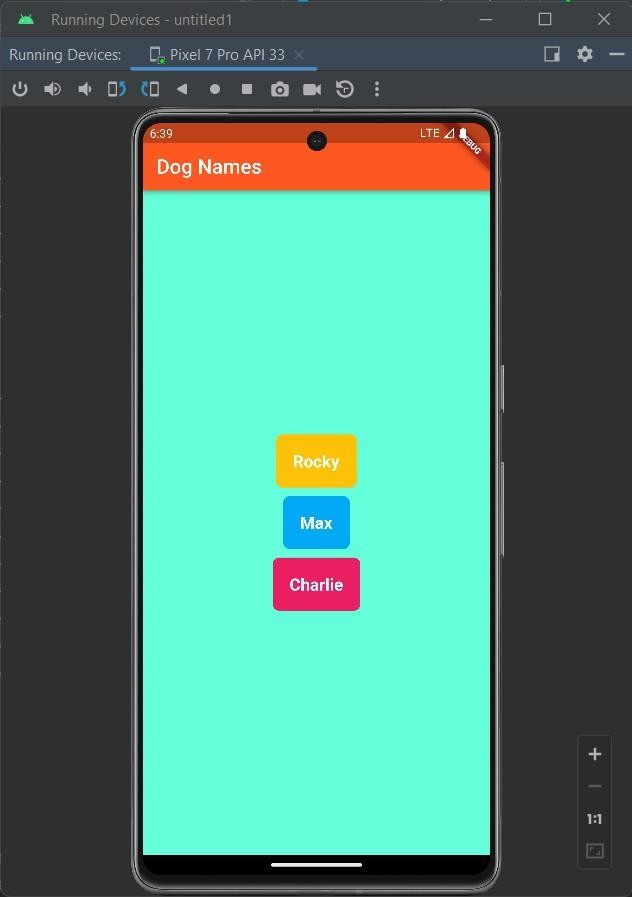 Running Devices - untitled1
Running Devices: Pixel 7 Pro API 33
6:39 LTE
DEBUG
Dog Names
Rocky
Max
Charlie
1:1